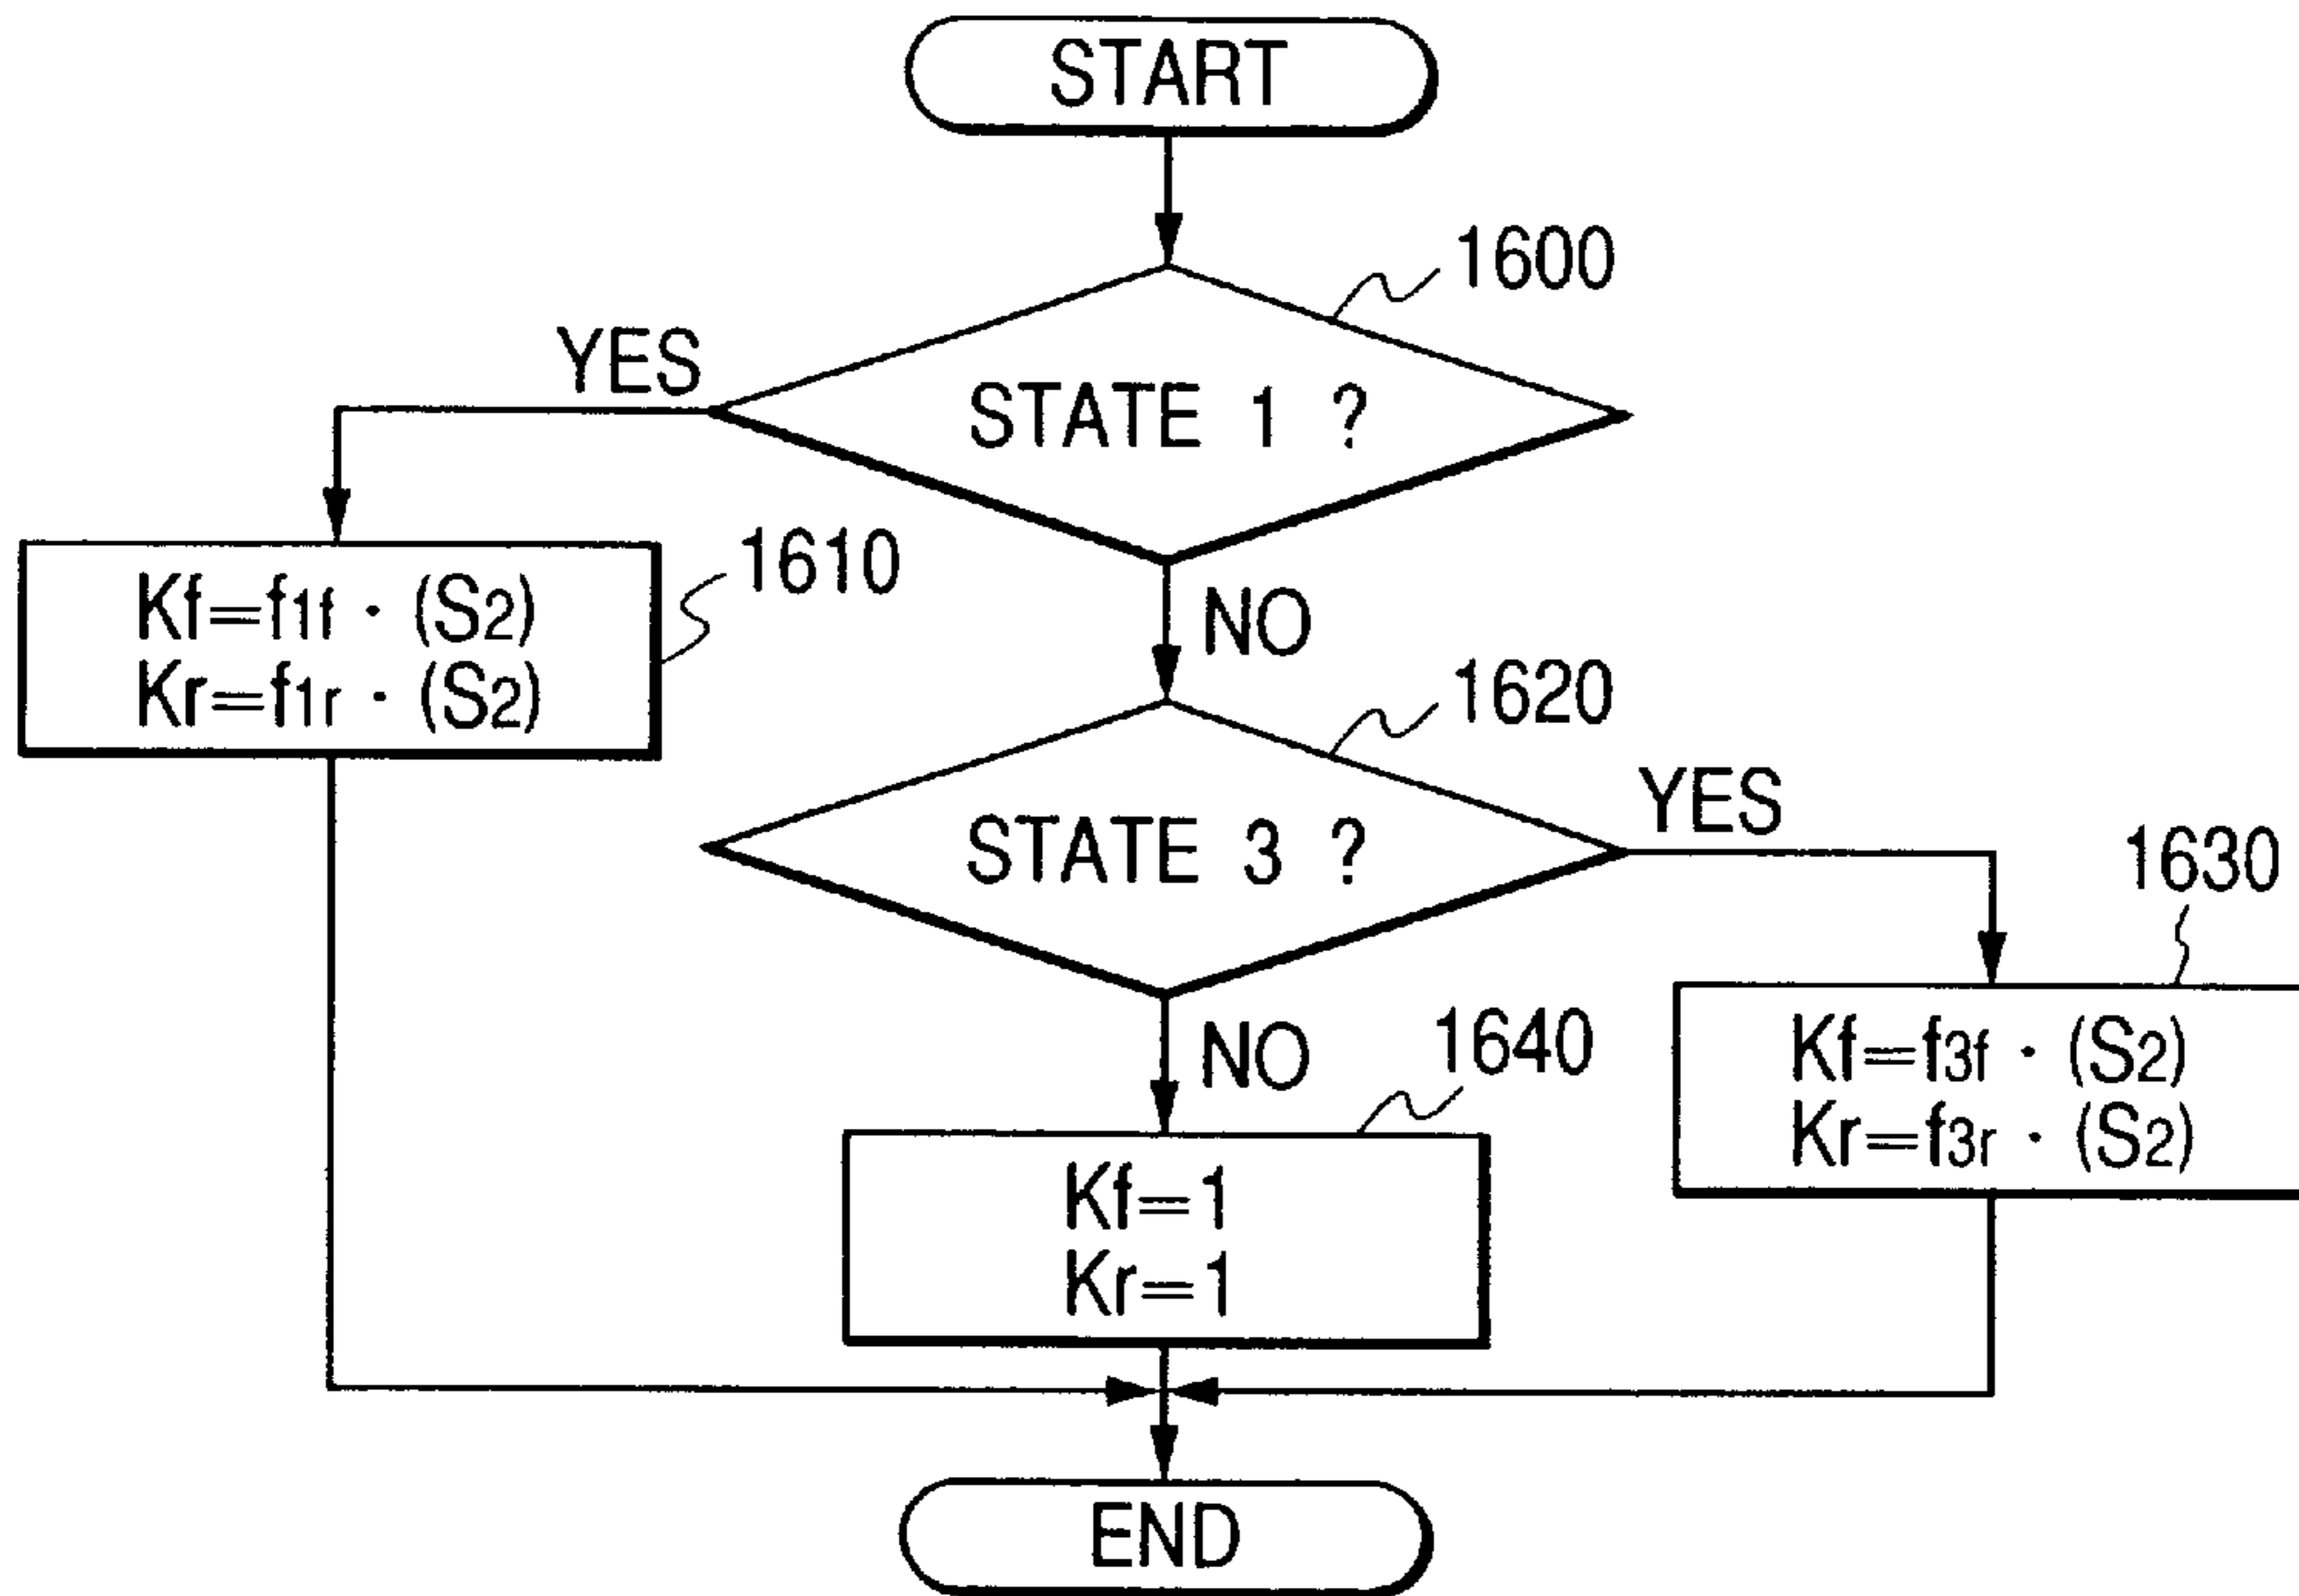 START
1600
YES
STATE 1 ?
1610
Kf=f1f · (S2)
Kr=f1r · (S2)
NO
1620
STATE 3 ?
YES
1630
Kf=f3f · (S2)
Kr=f3r · (S2)
NO
1640
Kf=1
Kr=1
END